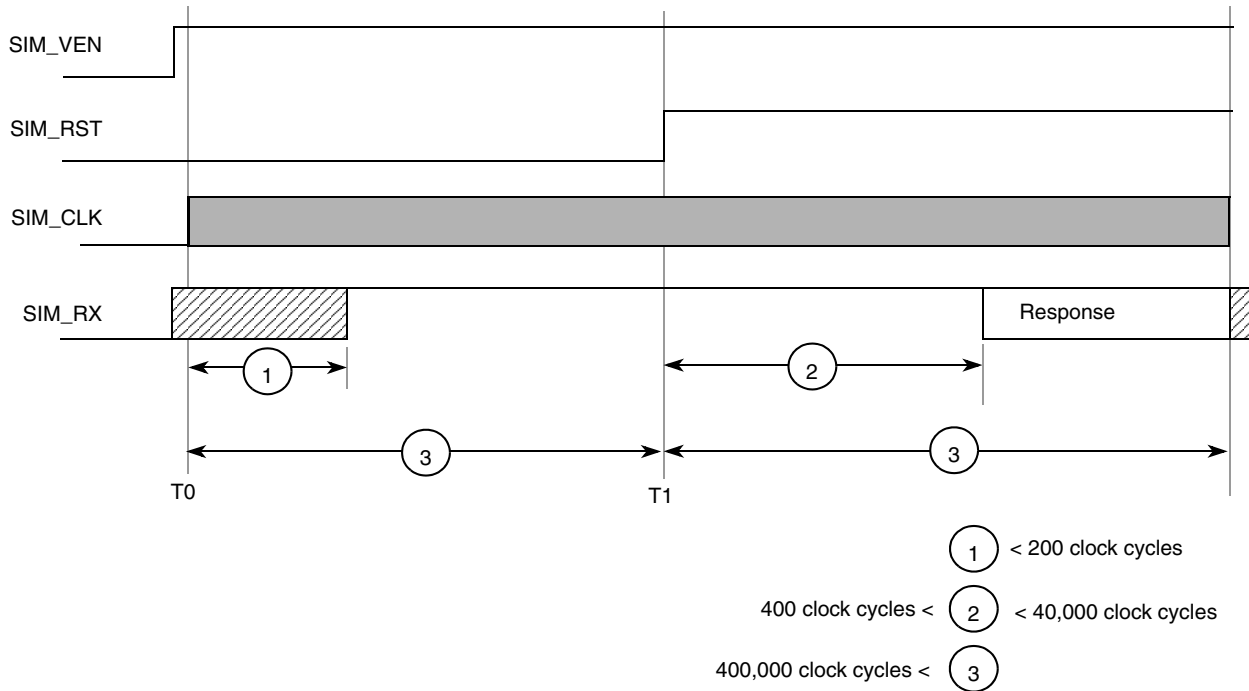 SIM_VEN
SIM_RST
SIM_CLK
SIM_RX
Response
1
2
3
3
T0
T1
1 < 200 clock cycles
400 clock cycles < 2 < 40,000 clock cycles
400,000 clock cycles < 3